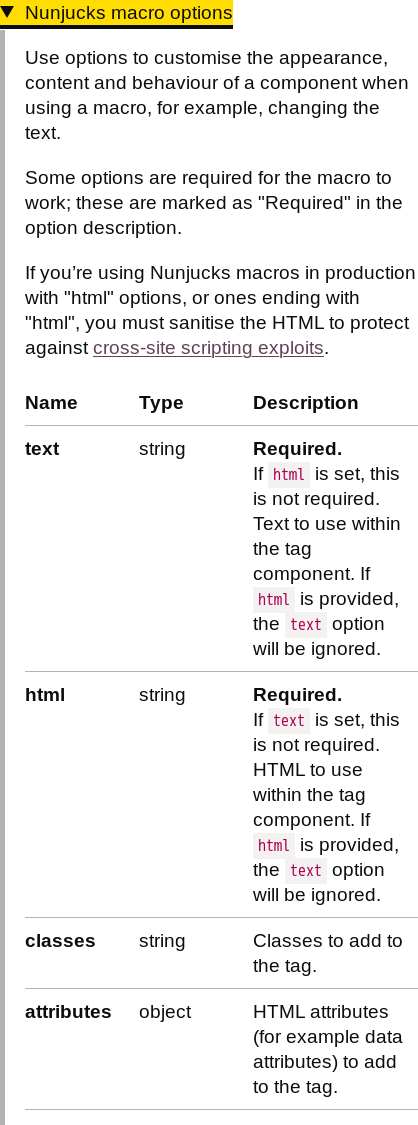 ▼ Nunjucks macro options
Use options to customise the appearance,
content and behaviour of a component when
using a macro, for example, changing the
text.
Some options are required for the macro to
work; these are marked as "Required" in the
option description.
If you’re using Nunjucks macros in production
with "html" options, or ones ending with
"html", you must sanitise the HTML to protect
against cross-site scripting exploits.
Name Type Description
text string Required.
If html is set, this
is not required.
Text to use within
the tag
component. If
html is provided,
the text option
will be ignored.
html string Required.
If text is set, this
is not required.
HTML to use
within the tag
component. If
html is provided,
the text option
will be ignored.
classes string Classes to add to
the tag.
attributes object HTML attributes
(for example data
attributes) to add
to the tag.